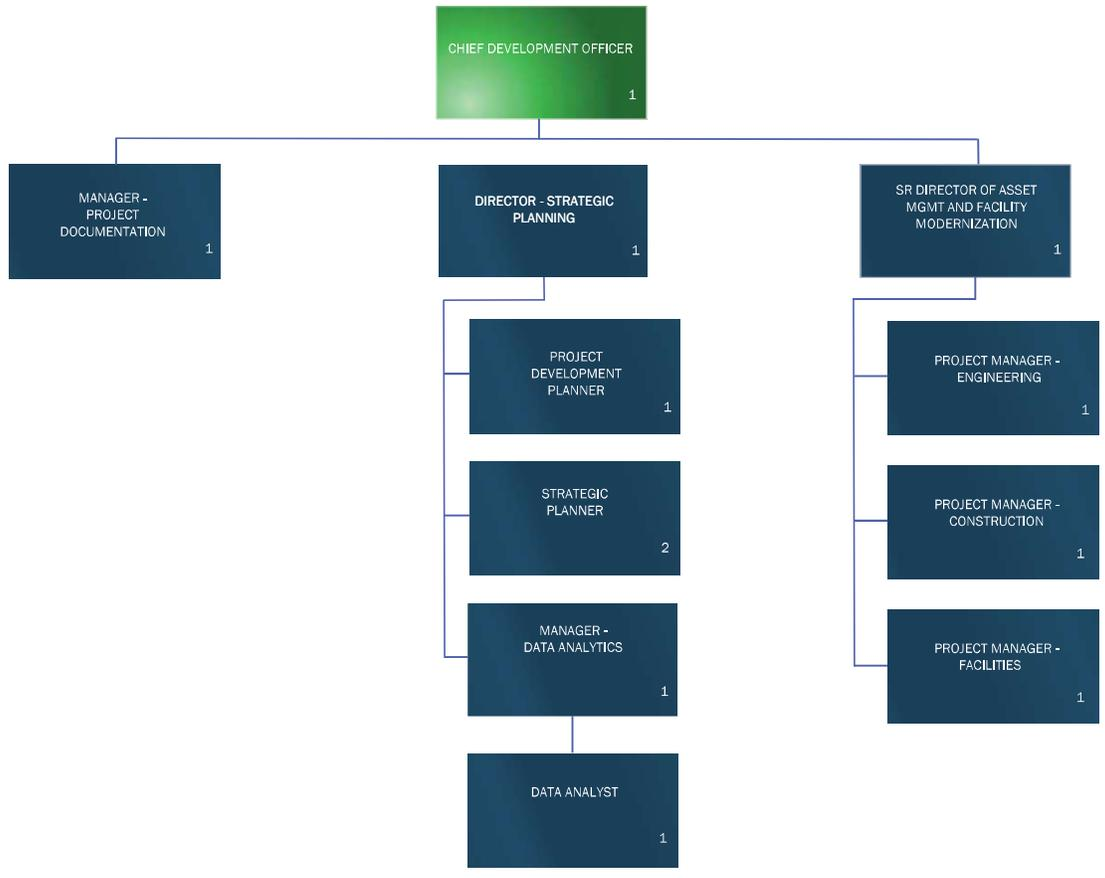 CHIEF DEVELOPMENT OFFICER
1
MANAGER -
PROJECT
DOCUMENTATION
1
DIRECTOR - STRATEGIC
PLANNING
1
SR DIRECTOR OF ASSET
MGMT AND FACILITY
MODERNIZATION
1
PROJECT
DEVELOPMENT
PLANNER
1
STRATEGIC
PLANNER
2
MANAGER -
DATA ANALYTICS
1
DATA ANALYST
1
PROJECT MANAGER -
ENGINEERING
1
PROJECT MANAGER -
CONSTRUCTION
1
PROJECT MANAGER -
FACILITIES
1